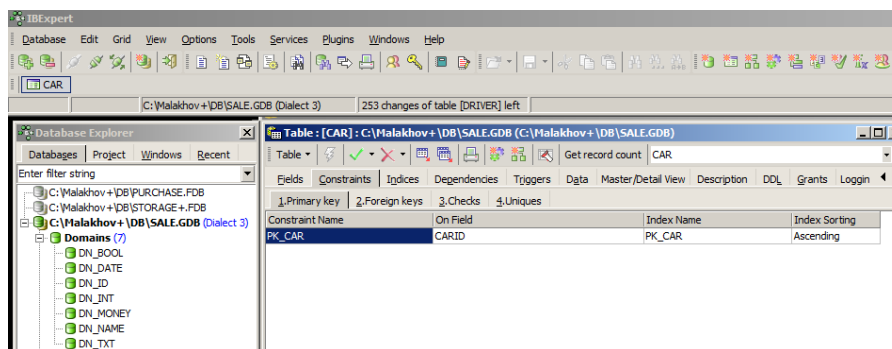 IBExpert
Database Edit Grid View Options Tools Services Plugins Windows Help
CAR
C:\Malakhov+\DB\SALE.GDB (Dialect 3) 253 changes of table [DRIVER] left
Database Explorer
Databases Project Windows Recent
Enter filter string
C:\Malakhov+\DB\PURCHASE.FDB
C:\Malakhov+\DB\STORAGE+.FDB
C:\Malakhov+\DB\SALE.GDB (Dialect 3)
Domains (7)
DN_BOOL
DN_DATE
DN_ID
DN_INT
DN_MONEY
DN_NAME
DN_TXT
Table : [CAR] : C:\Malakhov+\DB\SALE.GDB (C:\Malakhov+\DB\SALE.GDB)
Table Get record count CAR
Fields Constraints Indices Dependencies Triggers Data Master/Detail View Description DDL Grants Loggin
1.Primary key 2.Foreign keys 3.Checks 4.Uniques
Constraint Name On Field Index Name Index Sorting
PK_CAR CARID PK_CAR Ascending